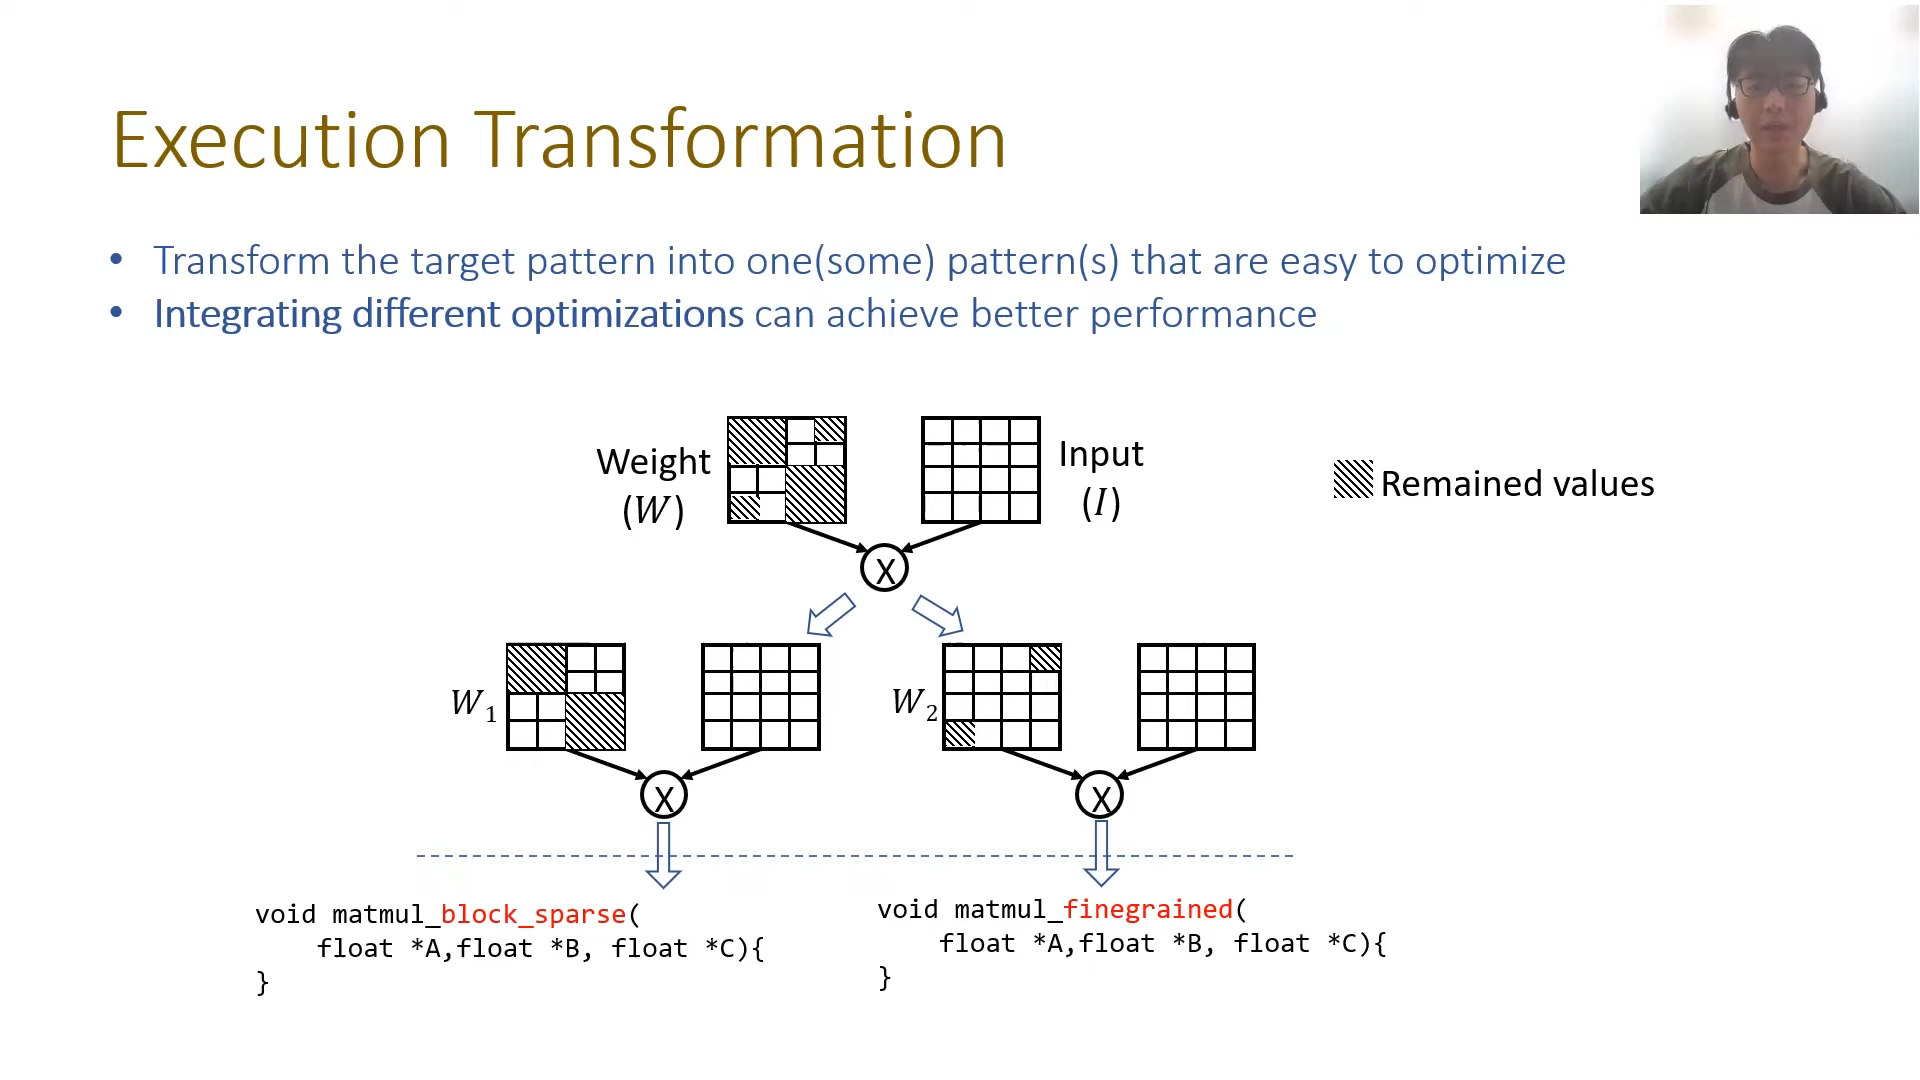 Execution Transformation
• Transform the target pattern into one(some) pattern(s) that are easy to optimize
• Integrating different optimizations can achieve better performance
Weight
(W)
Input
(I)
Remained values
X
W1
W2
X
X
void matmul_block_sparse(
float *A,float *B, float *C){
}
void matmul_finegrained(
float *A,float *B, float *C){
}